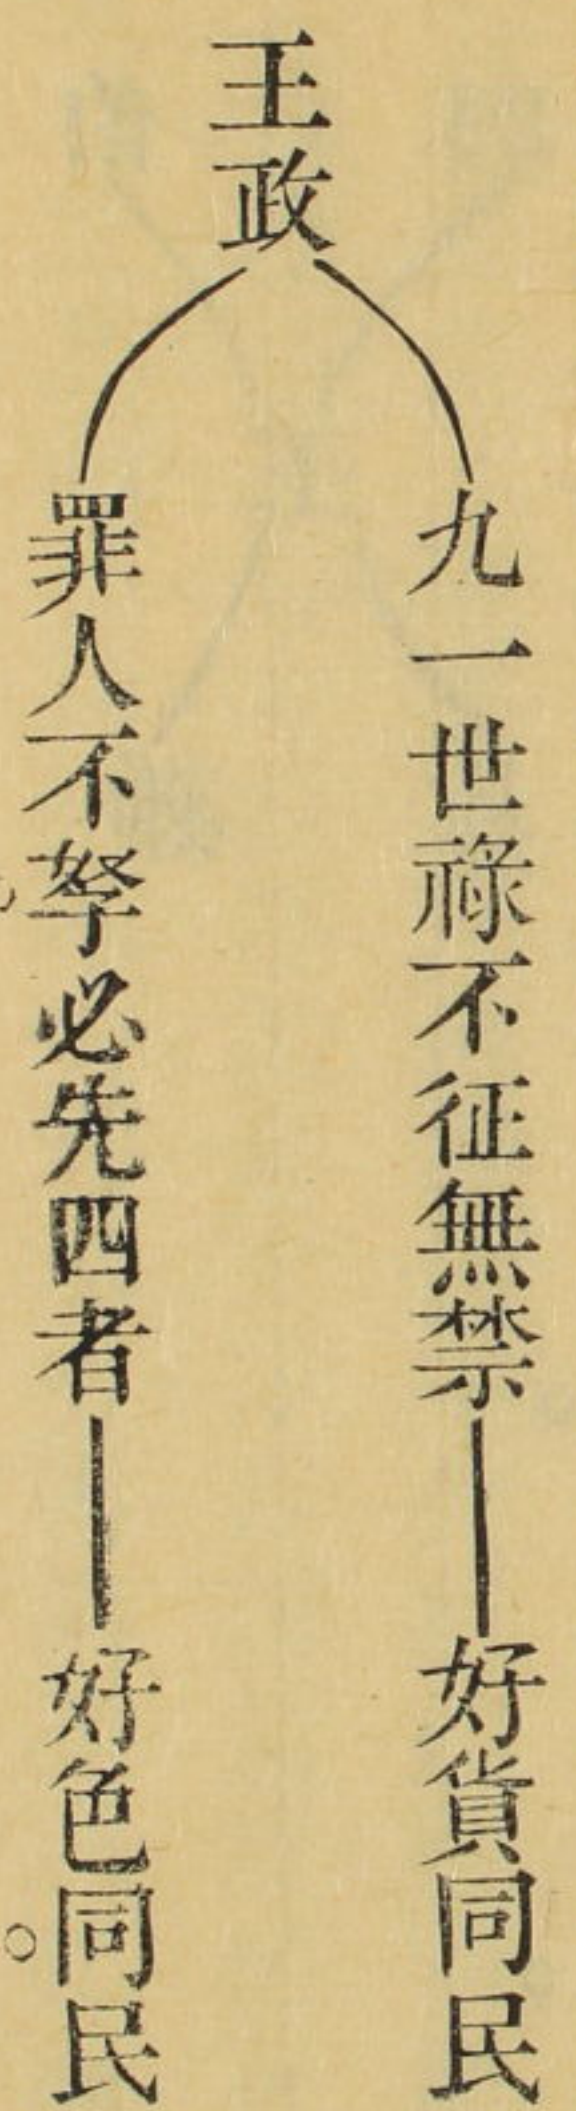 王政
九一世祿不征無禁
好貨同民
罪人不孥必先四者
好色同民